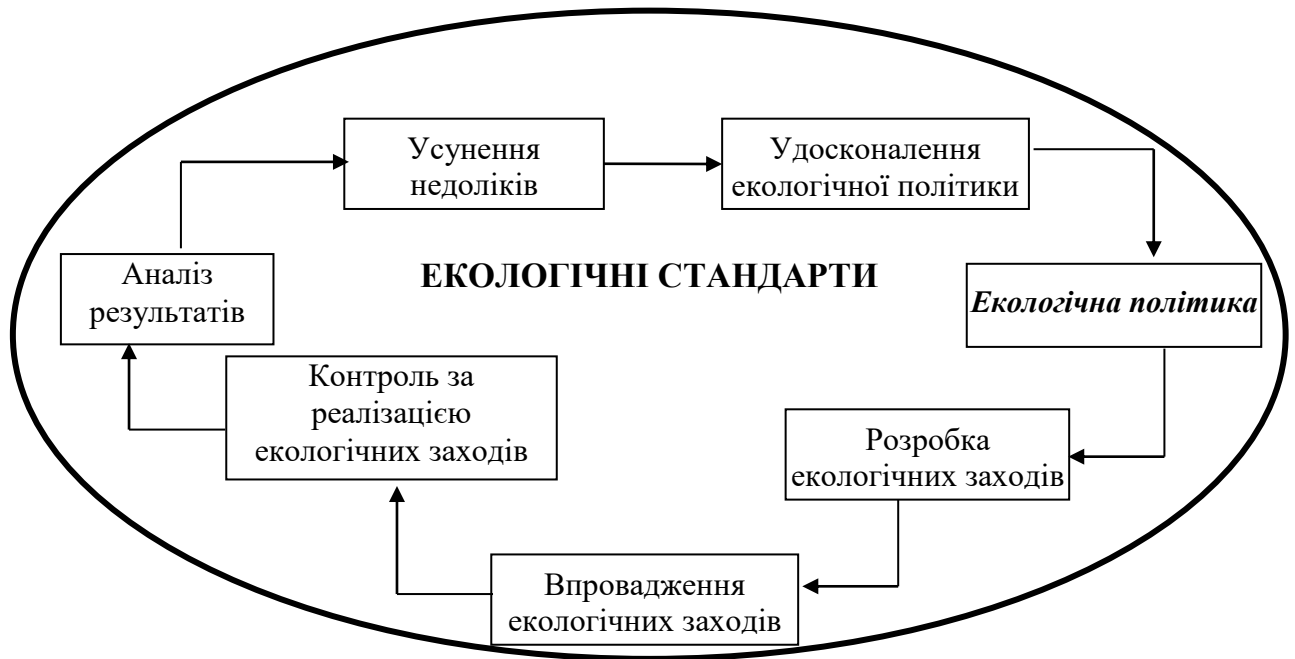 Усунення
недоліків
Удосконалення
екологічної політики
ЕКОЛОГІЧНІ СТАНДАРТИ
Аналіз
результатів
Екологічна політика
Контроль за
реалізацією
екологічних заходів
Розробка
екологічних заходів
Впровадження
екологічних заходів